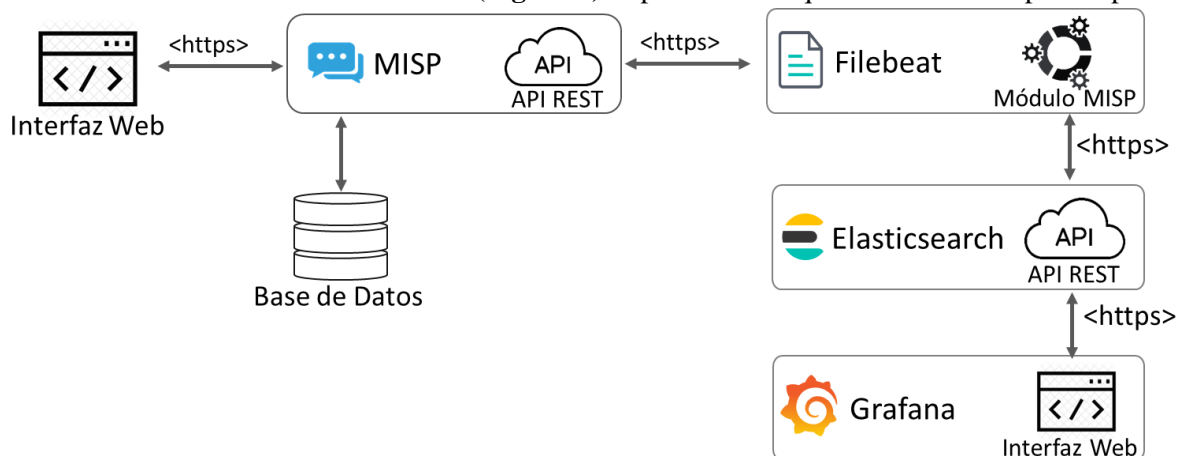 <https>
<https>
MISP
API
API REST
Filebeat
Módulo MISP
Interfaz Web
<https>
Elasticsearch
API
API REST
Base de Datos
<https>
Grafana
Interfaz Web